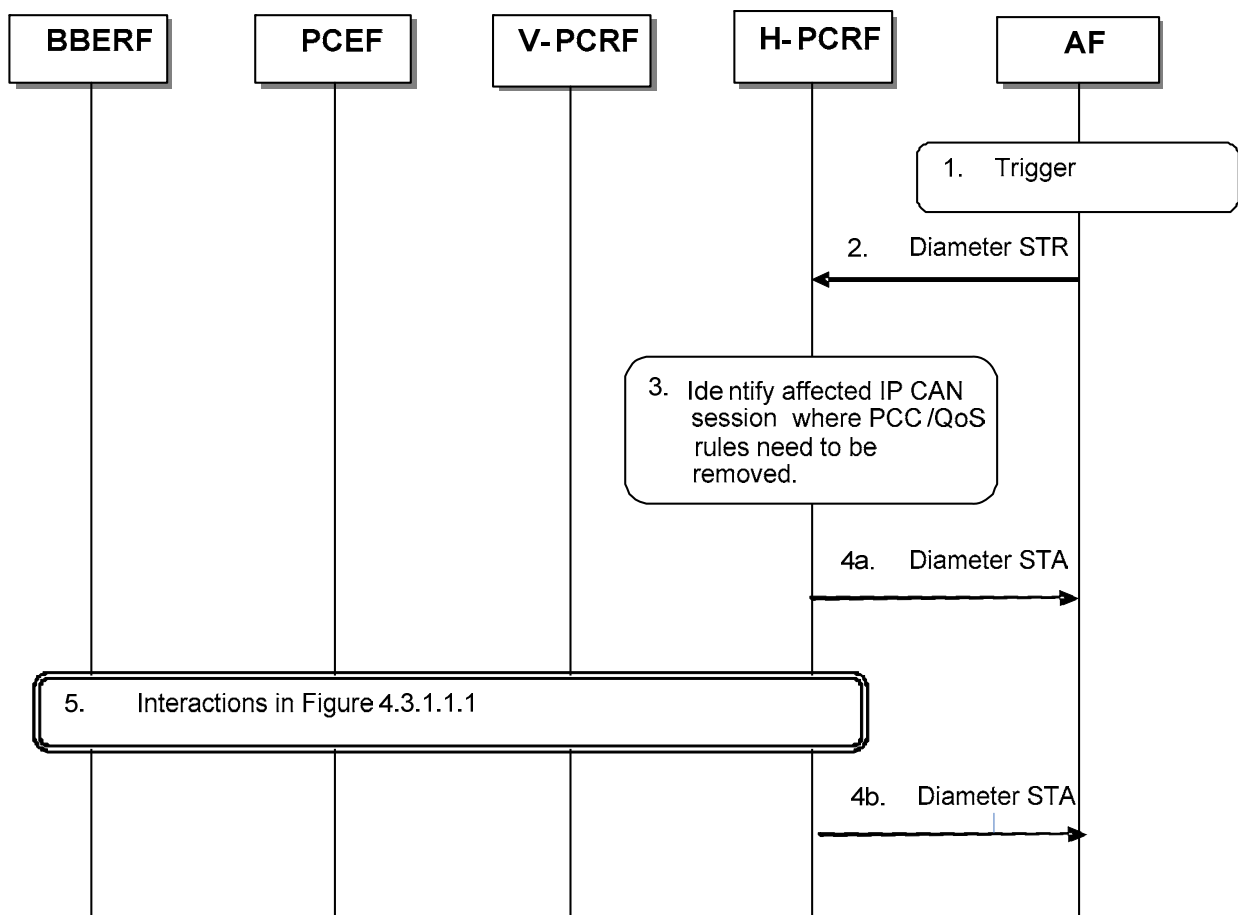 BBERF
PCEF
V-PCRF
H-PCRF
AF
1. Trigger
2. Diameter STR
3. Identify affected IP CAN
session where PCC/QoS
rules need to be
removed.
4a. Diameter STA
5. Interactions in Figure 4.3.1.1.1
4b. Diameter STA